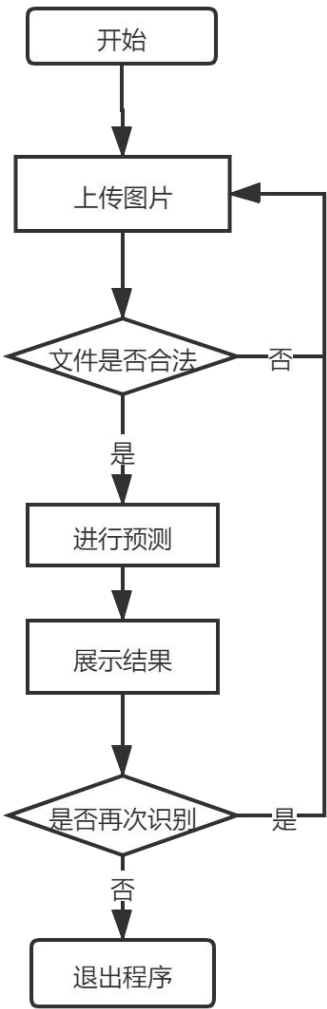 开始
上传图片
文件是否合法
否
是
进行预测
展示结果
是否再次识别
是
否
退出程序